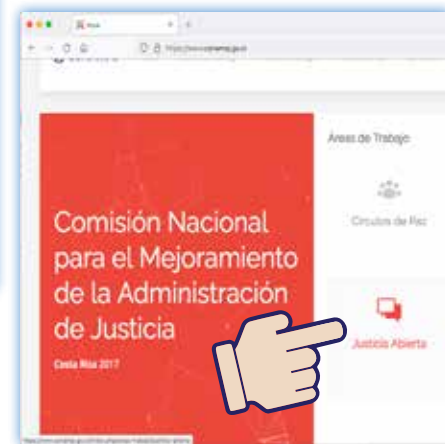 Inicio
Áreas de Trabajo
Círculos de Paz
Comisión Nacional
para el Mejoramiento
de la Administración
de Justicia
Costa Rica 2017
Justicia Abierta